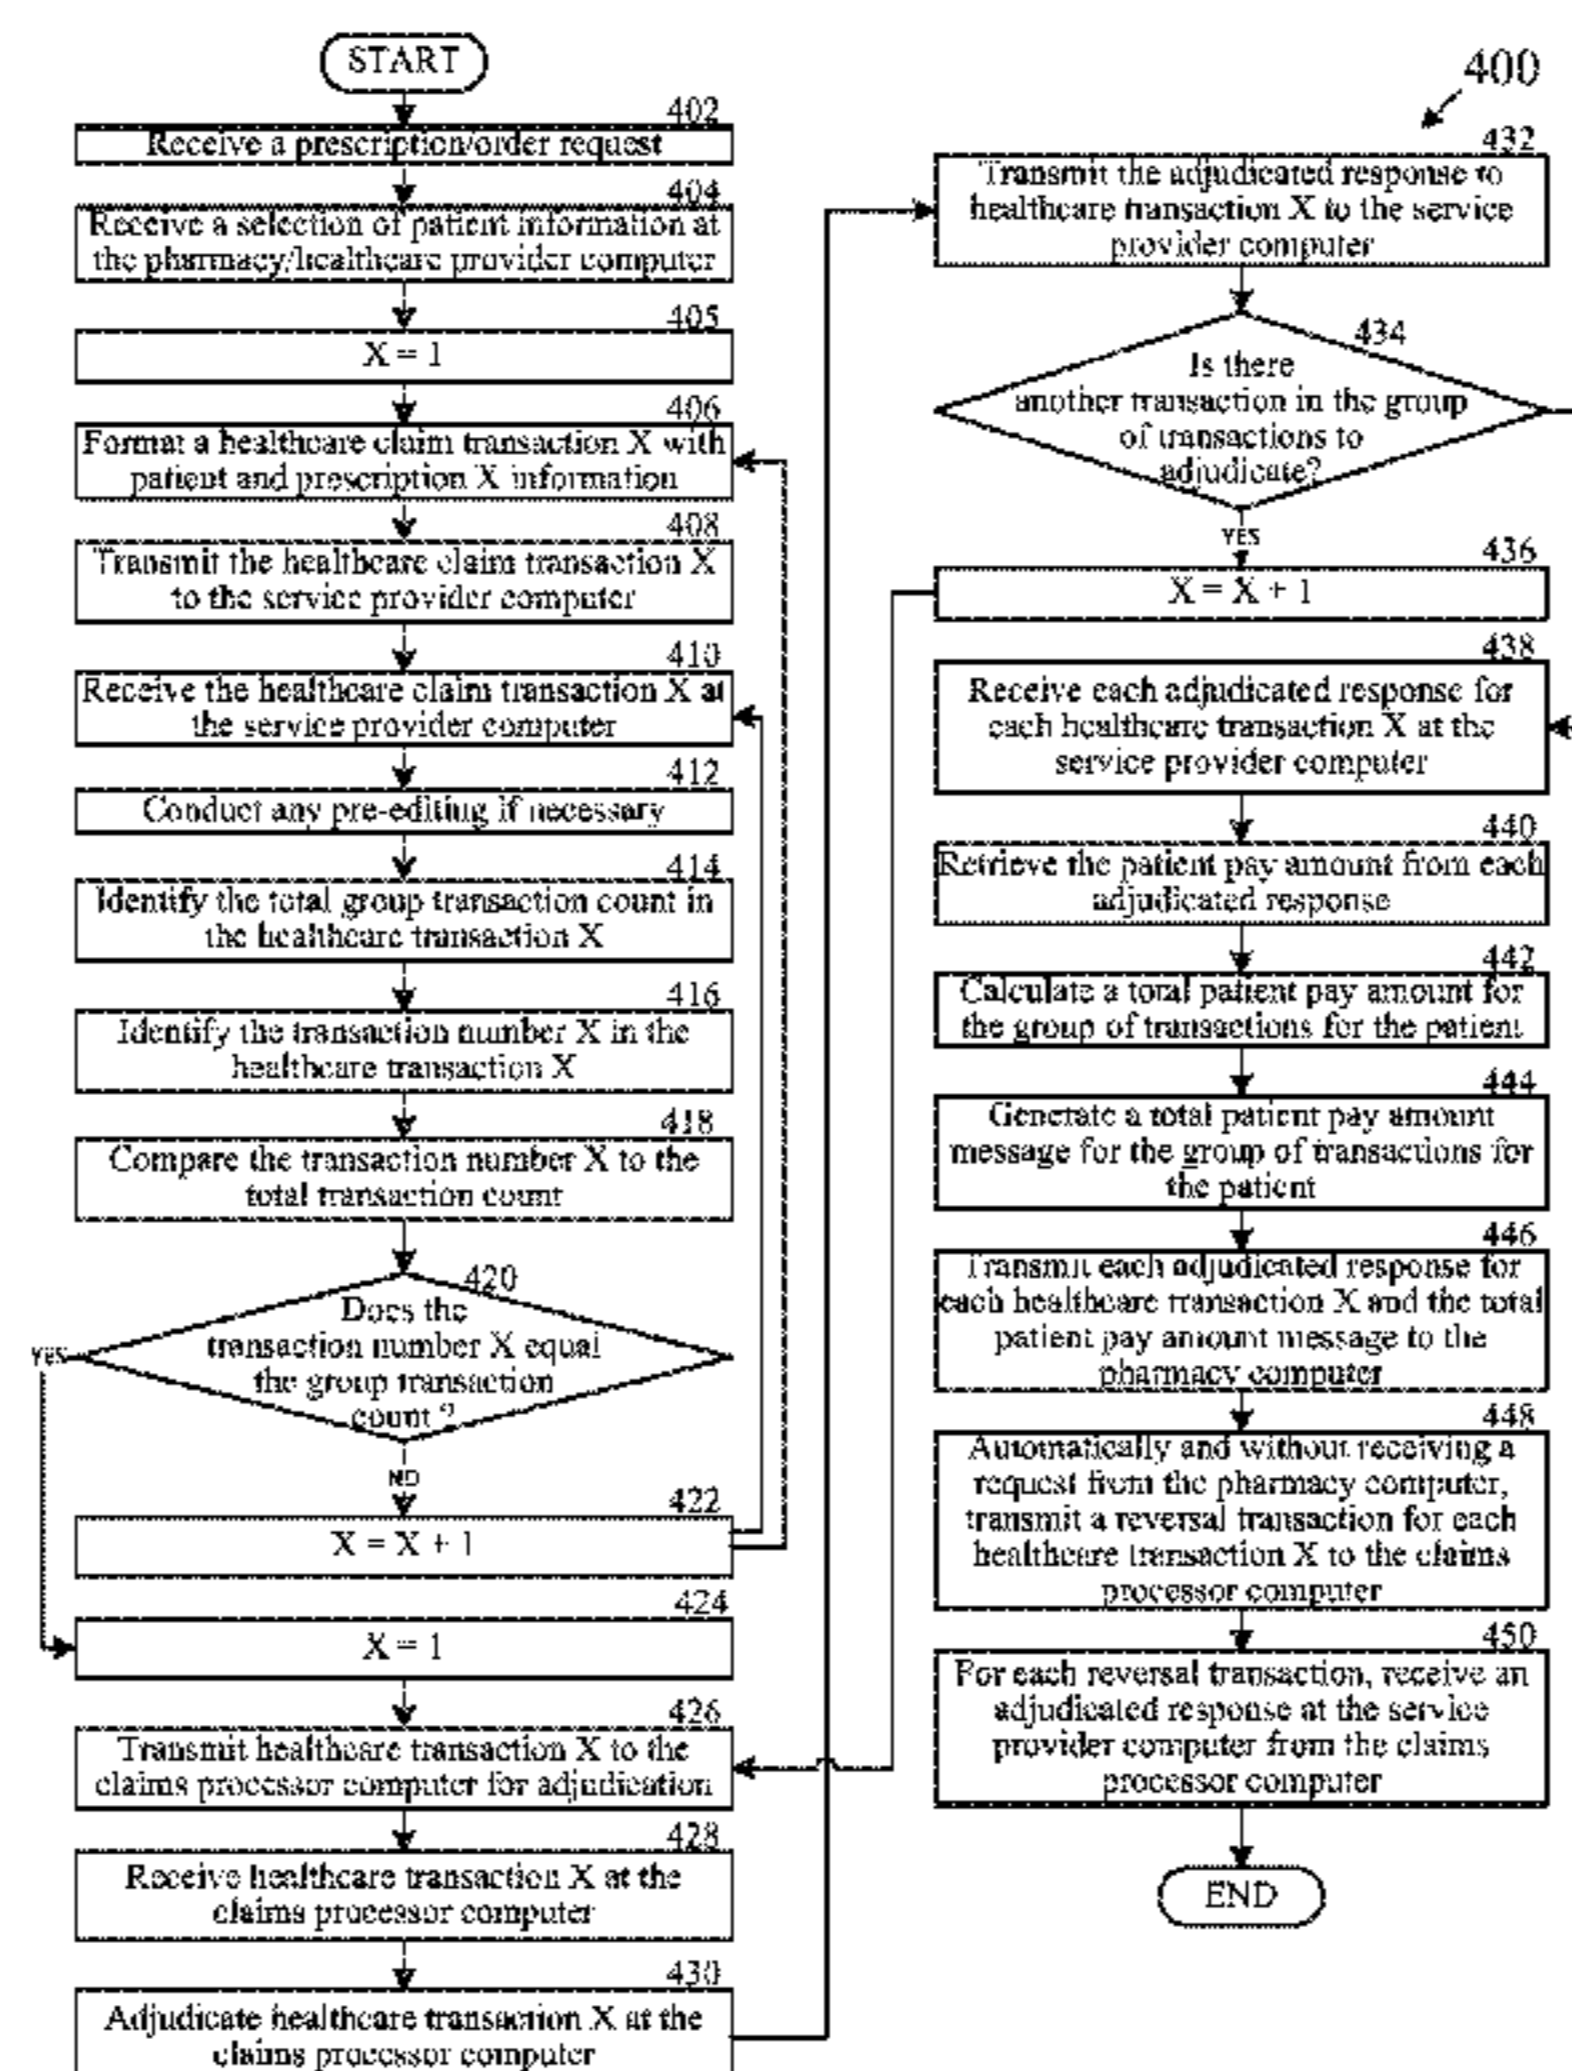 START
402
Receive a prescription/order request
404
Receive a selection of patient information at
the pharmacy/healthcare provider computer
405
X = 1
406
Format a healthcare claim transaction X with
patient and prescription X information
408
Transmit the healthcare claim transaction X
to the service provider computer
410
Receive the healthcare claim transaction X at
the service provider computer
412
Conduct any pre-editing if necessary
414
Identify the total group transaction count in
the healthcare transaction X
416
Identify the transaction number X in the
healthcare transaction X
418
Compare the transaction number X to the
total transaction count
420
Does the
transaction number X equal
the group transaction
count ?
YES
NO
422
X = X + 1
424
X = 1
426
Transmit healthcare transaction X to the
claims processor computer for adjudication
428
Receive healthcare transaction X at the
claims processor computer
430
Adjudicate healthcare transaction X at the
claims processor computer
400
432
Transmit the adjudicated response to
healthcare transaction X to the service
provider computer
434
Is there
another transaction in the group
of transactions to
adjudicate?
YES
436
X = X + 1
438
Receive each adjudicated response for
each healthcare transaction X at the
service provider computer
440
Retrieve the patient pay amount from each
adjudicated response
442
Calculate a total patient pay amount for
the group of transactions for the patient
444
Generate a total patient pay amount
message for the group of transactions for
the patient
446
Transmit each adjudicated response for
each healthcare transaction X and the total
patient pay amount message to the
pharmacy computer
448
Automatically and without receiving a
request from the pharmacy computer,
transmit a reversal transaction for each
healthcare transaction X to the claims
processor computer
450
For each reversal transaction, receive an
adjudicated response at the service
provider computer from the claims
processor computer
END